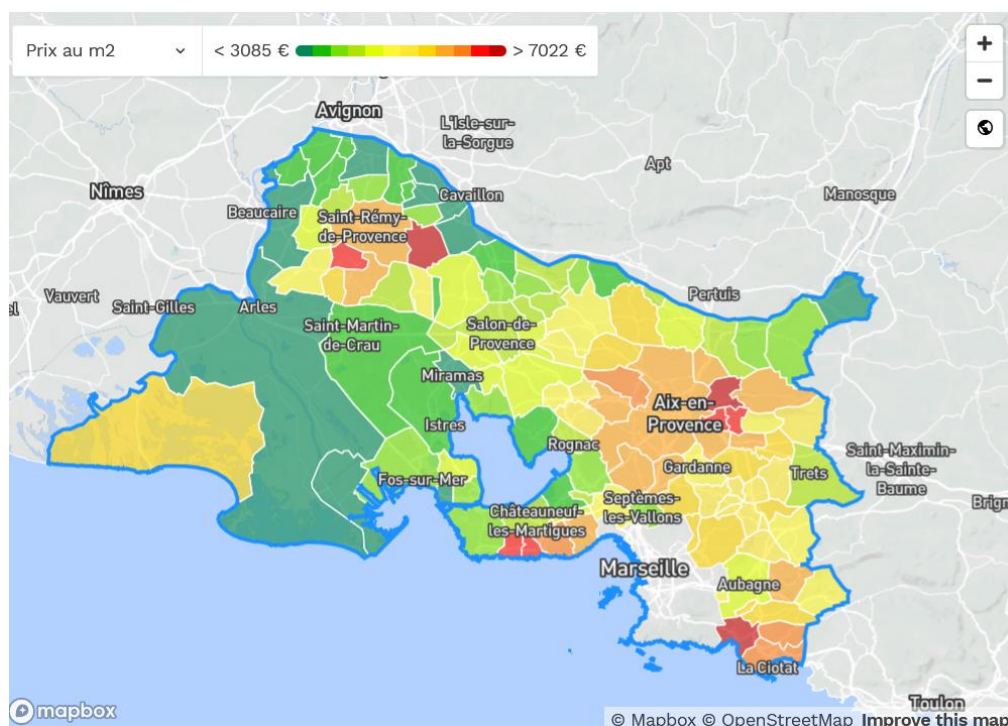 Prix au m2
< 3085 €
> 7022 €
Avignon
L'Isle-sur-
la-Sorgue
Apt
Manosque
Nîmes
Cavaillon
Beaucaire
Saint-Rémy-
de-Provence
Pertuis
Vauvert
Saint-Gilles
Arles
Saint-Martin-
de-Crau
Salon-de-
Provence
Miramas
Aix-en-
Provence
Istres
Rognac
Saint-Maximin-
la-Sainte-
Baume
Gardanne
Trets
Fos-sur-Mer
Septèmes-
les-Vallons
Châteauneuf-
les-Martigues
Marseille
Aubagne
La Ciotat
Toulon
mapbox
© Mapbox © OpenStreetMap Improve this map